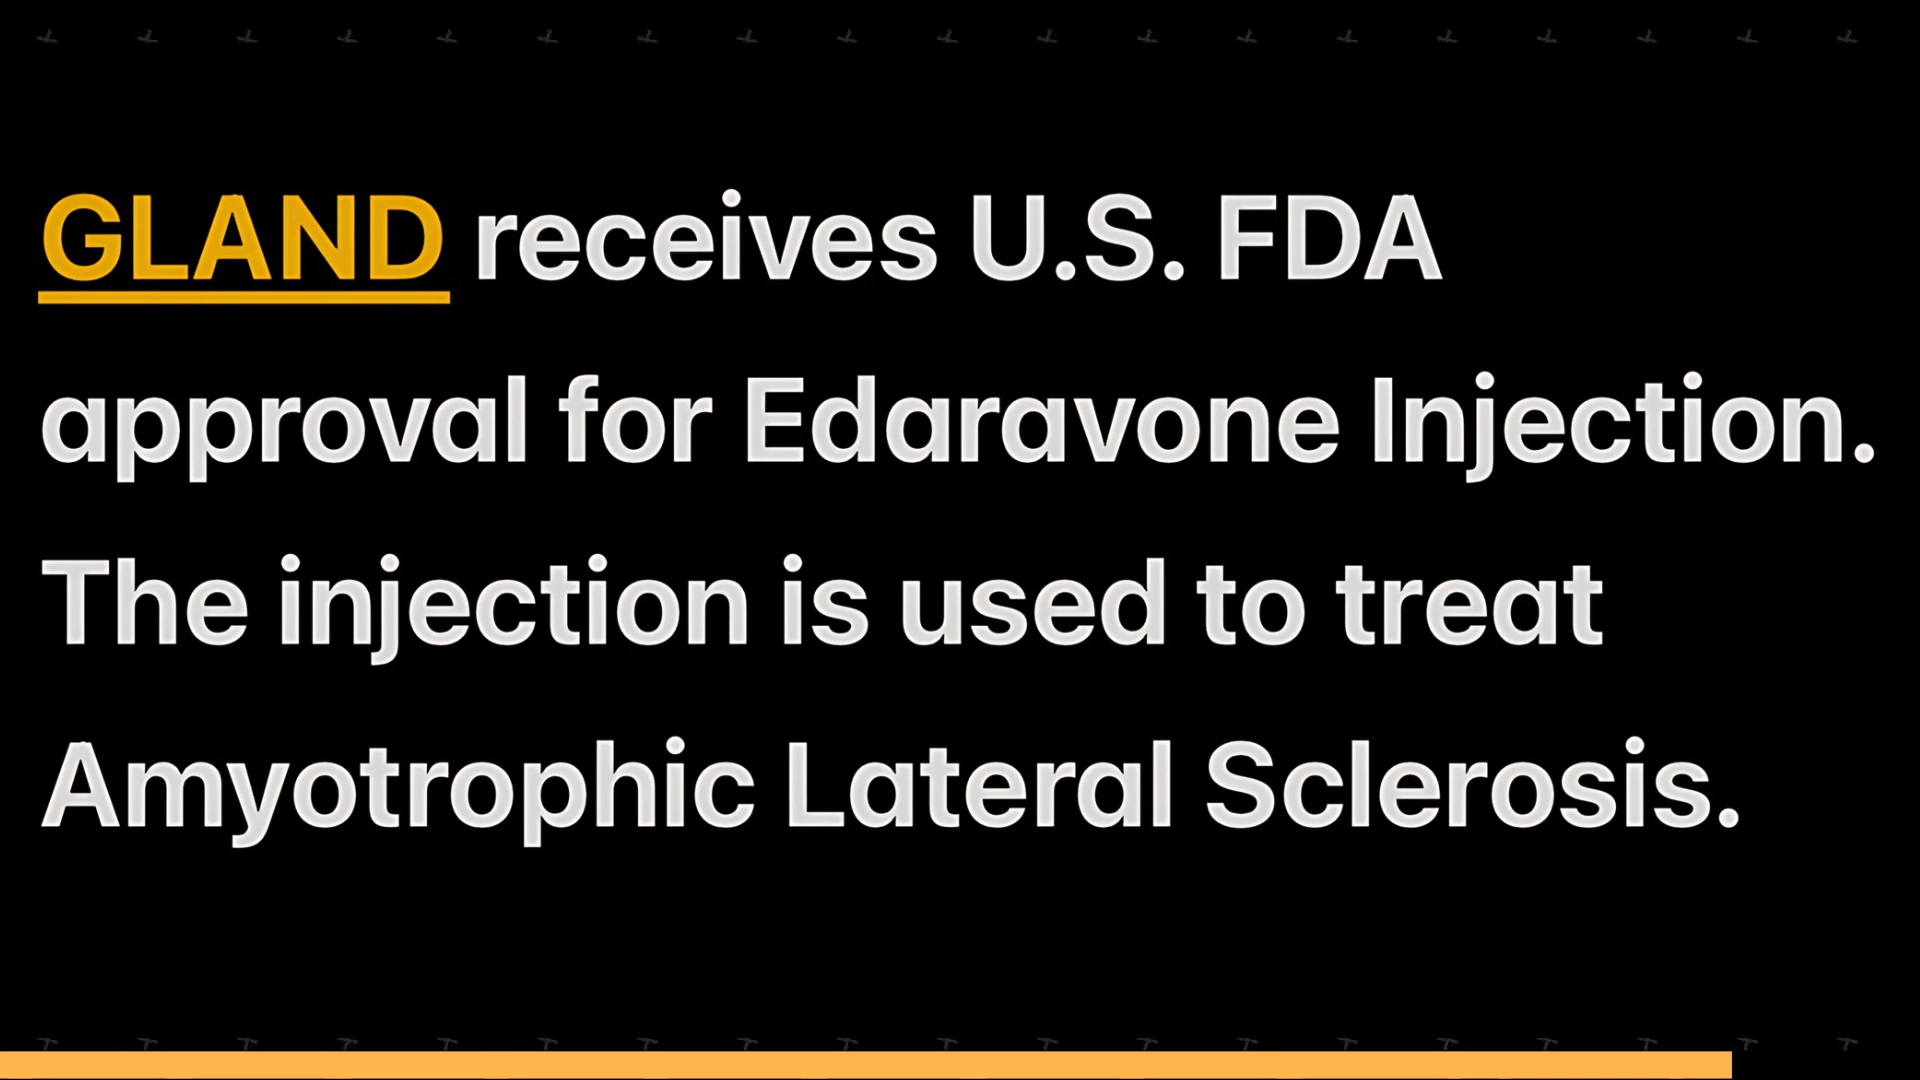 GLAND receives U.S. FDA
approval for Edaravone Injection.
The injection is used to treat
Amyotrophic Lateral Sclerosis.